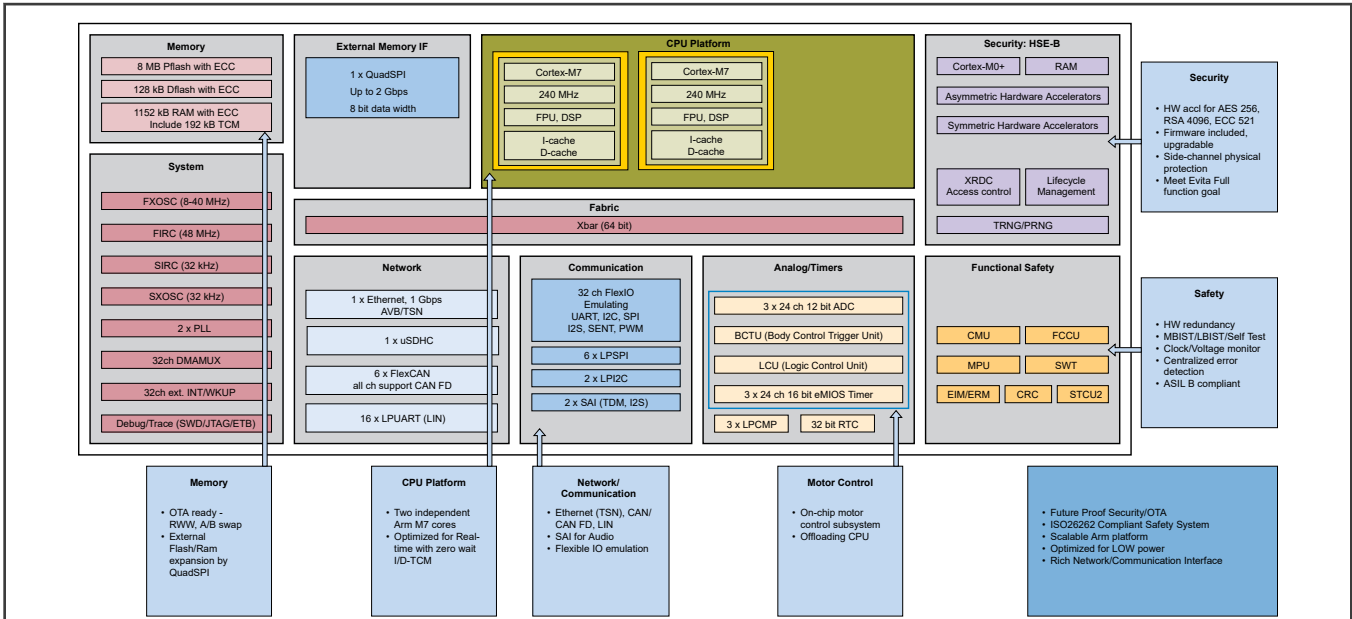 Memory
8 MB Pflash with ECC
128 kB Dflash with ECC
1152 kB RAM with ECC
Include 192 kB TCM
External Memory IF
1 x QuadSPI
Up to 2 Gbps
8 bit data width
CPU Platform
Cortex-M7
240 MHz
FPU, DSP
I-cache
D-cache
Cortex-M7
240 MHz
FPU, DSP
I-cache
D-cache
Security: HSE-B
Cortex-M0+
RAM
Asymmetric Hardware Accelerators
Symmetric Hardware Accelerators
XRDC
Access control
Lifecycle
Management
TRNG/PRNG
Security
• HW accl for AES 256,
RSA 4096, ECC 521
• Firmware included,
upgradable
• Side-channel physical
protection
• Meet Evita Full
function goal
System
FXOSC (8-40 MHz)
FIRC (48 MHz)
SIRC (32 kHz)
SXOSC (32 kHz)
2 x PLL
32ch DMAMUX
32ch ext. INT/WKUP
Debug/Trace (SWD/JTAG/ETB)
Fabric
Xbar (64 bit)
Network
1 x Ethernet, 1 Gbps
AVB/TSN
1 x uSDHC
6 x FlexCAN
all ch support CAN FD
16 x LPUART (LIN)
Communication
32 ch FlexIO
Emulating
UART, I2C, SPI
I2S, SENT, PWM
6 x LPSPI
2 x LPI2C
2 x SAI (TDM, I2S)
Analog/Timers
3 x 24 ch 12 bit ADC
BCTU (Body Control Trigger Unit)
LCU (Logic Control Unit)
3 x 24 ch 16 bit eMIOS Timer
3 x LPCMP
32 bit RTC
Functional Safety
CMU
FCCU
MPU
SWT
EIM/ERM
CRC
STCU2
Safety
• HW redundancy
• MBIST/LBIST/Self Test
• Clock/Voltage monitor
• Centralized error
detection
• ASIL B compliant
Memory
• OTA ready -
RWW, A/B swap
• External
Flash/Ram
expansion by
QuadSPI
CPU Platform
• Two independent
Arm M7 cores
• Optimized for Real-
time with zero wait
I/D-TCM
Network/
Communication
• Ethernet (TSN), CAN/
CAN FD, LIN
• SAI for Audio
• Flexible IO emulation
Motor Control
• On-chip motor
control subsystem
• Offloading CPU
• Future Proof Security/OTA
• ISO26262 Compliant Safety System
• Scalable Arm platform
• Optimized for LOW power
• Rich Network/Communication Interface